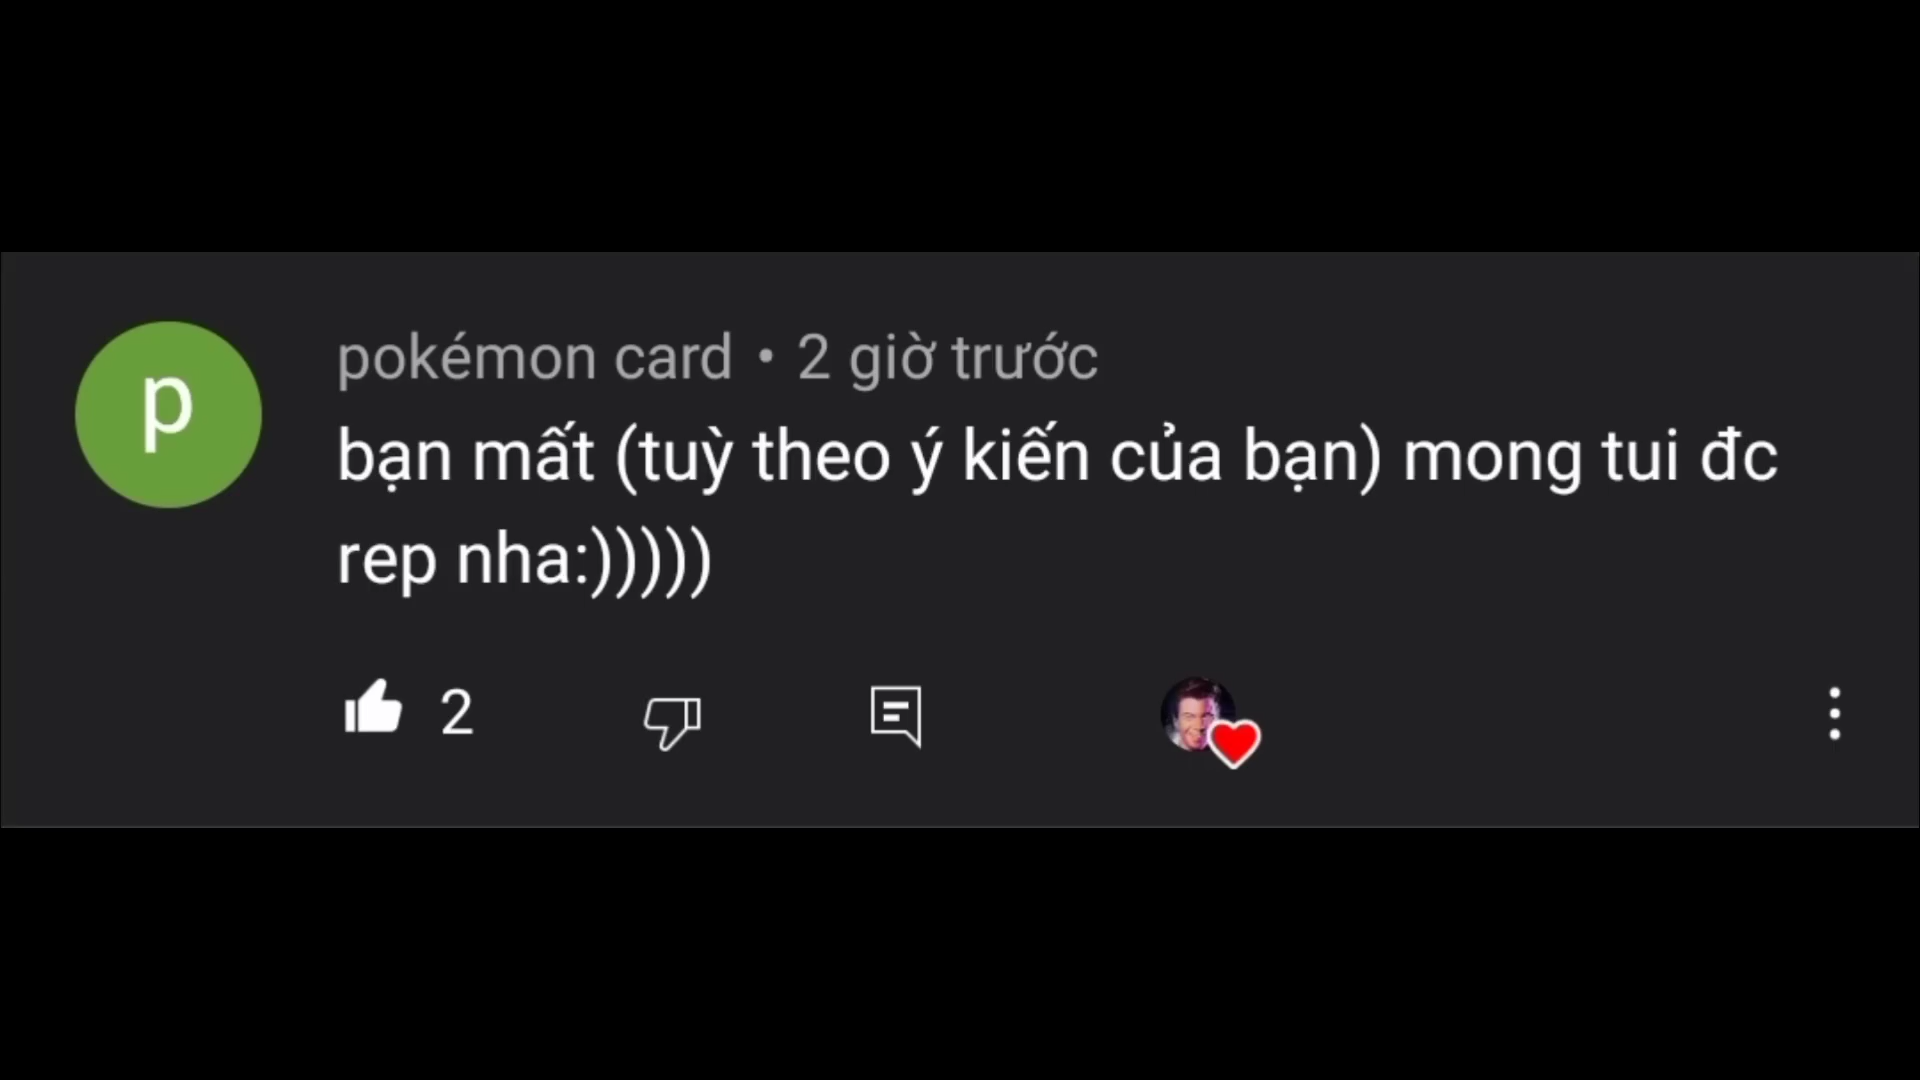 p
pokémon card • 2 giờ trước
bạn mất (tuỳ theo ý kiến của bạn) mong tui đc
rep nha:)))))
2